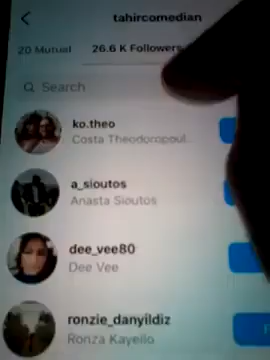 tahircomedian
20 Mutual 26.6 K Followers
Search
ko.theo
Costa Theodoropoul..
a_sioutos
Anasta Sioutos
dee_vee80
Dee Vee
ronzie_danyildiz
Ronza Kayello